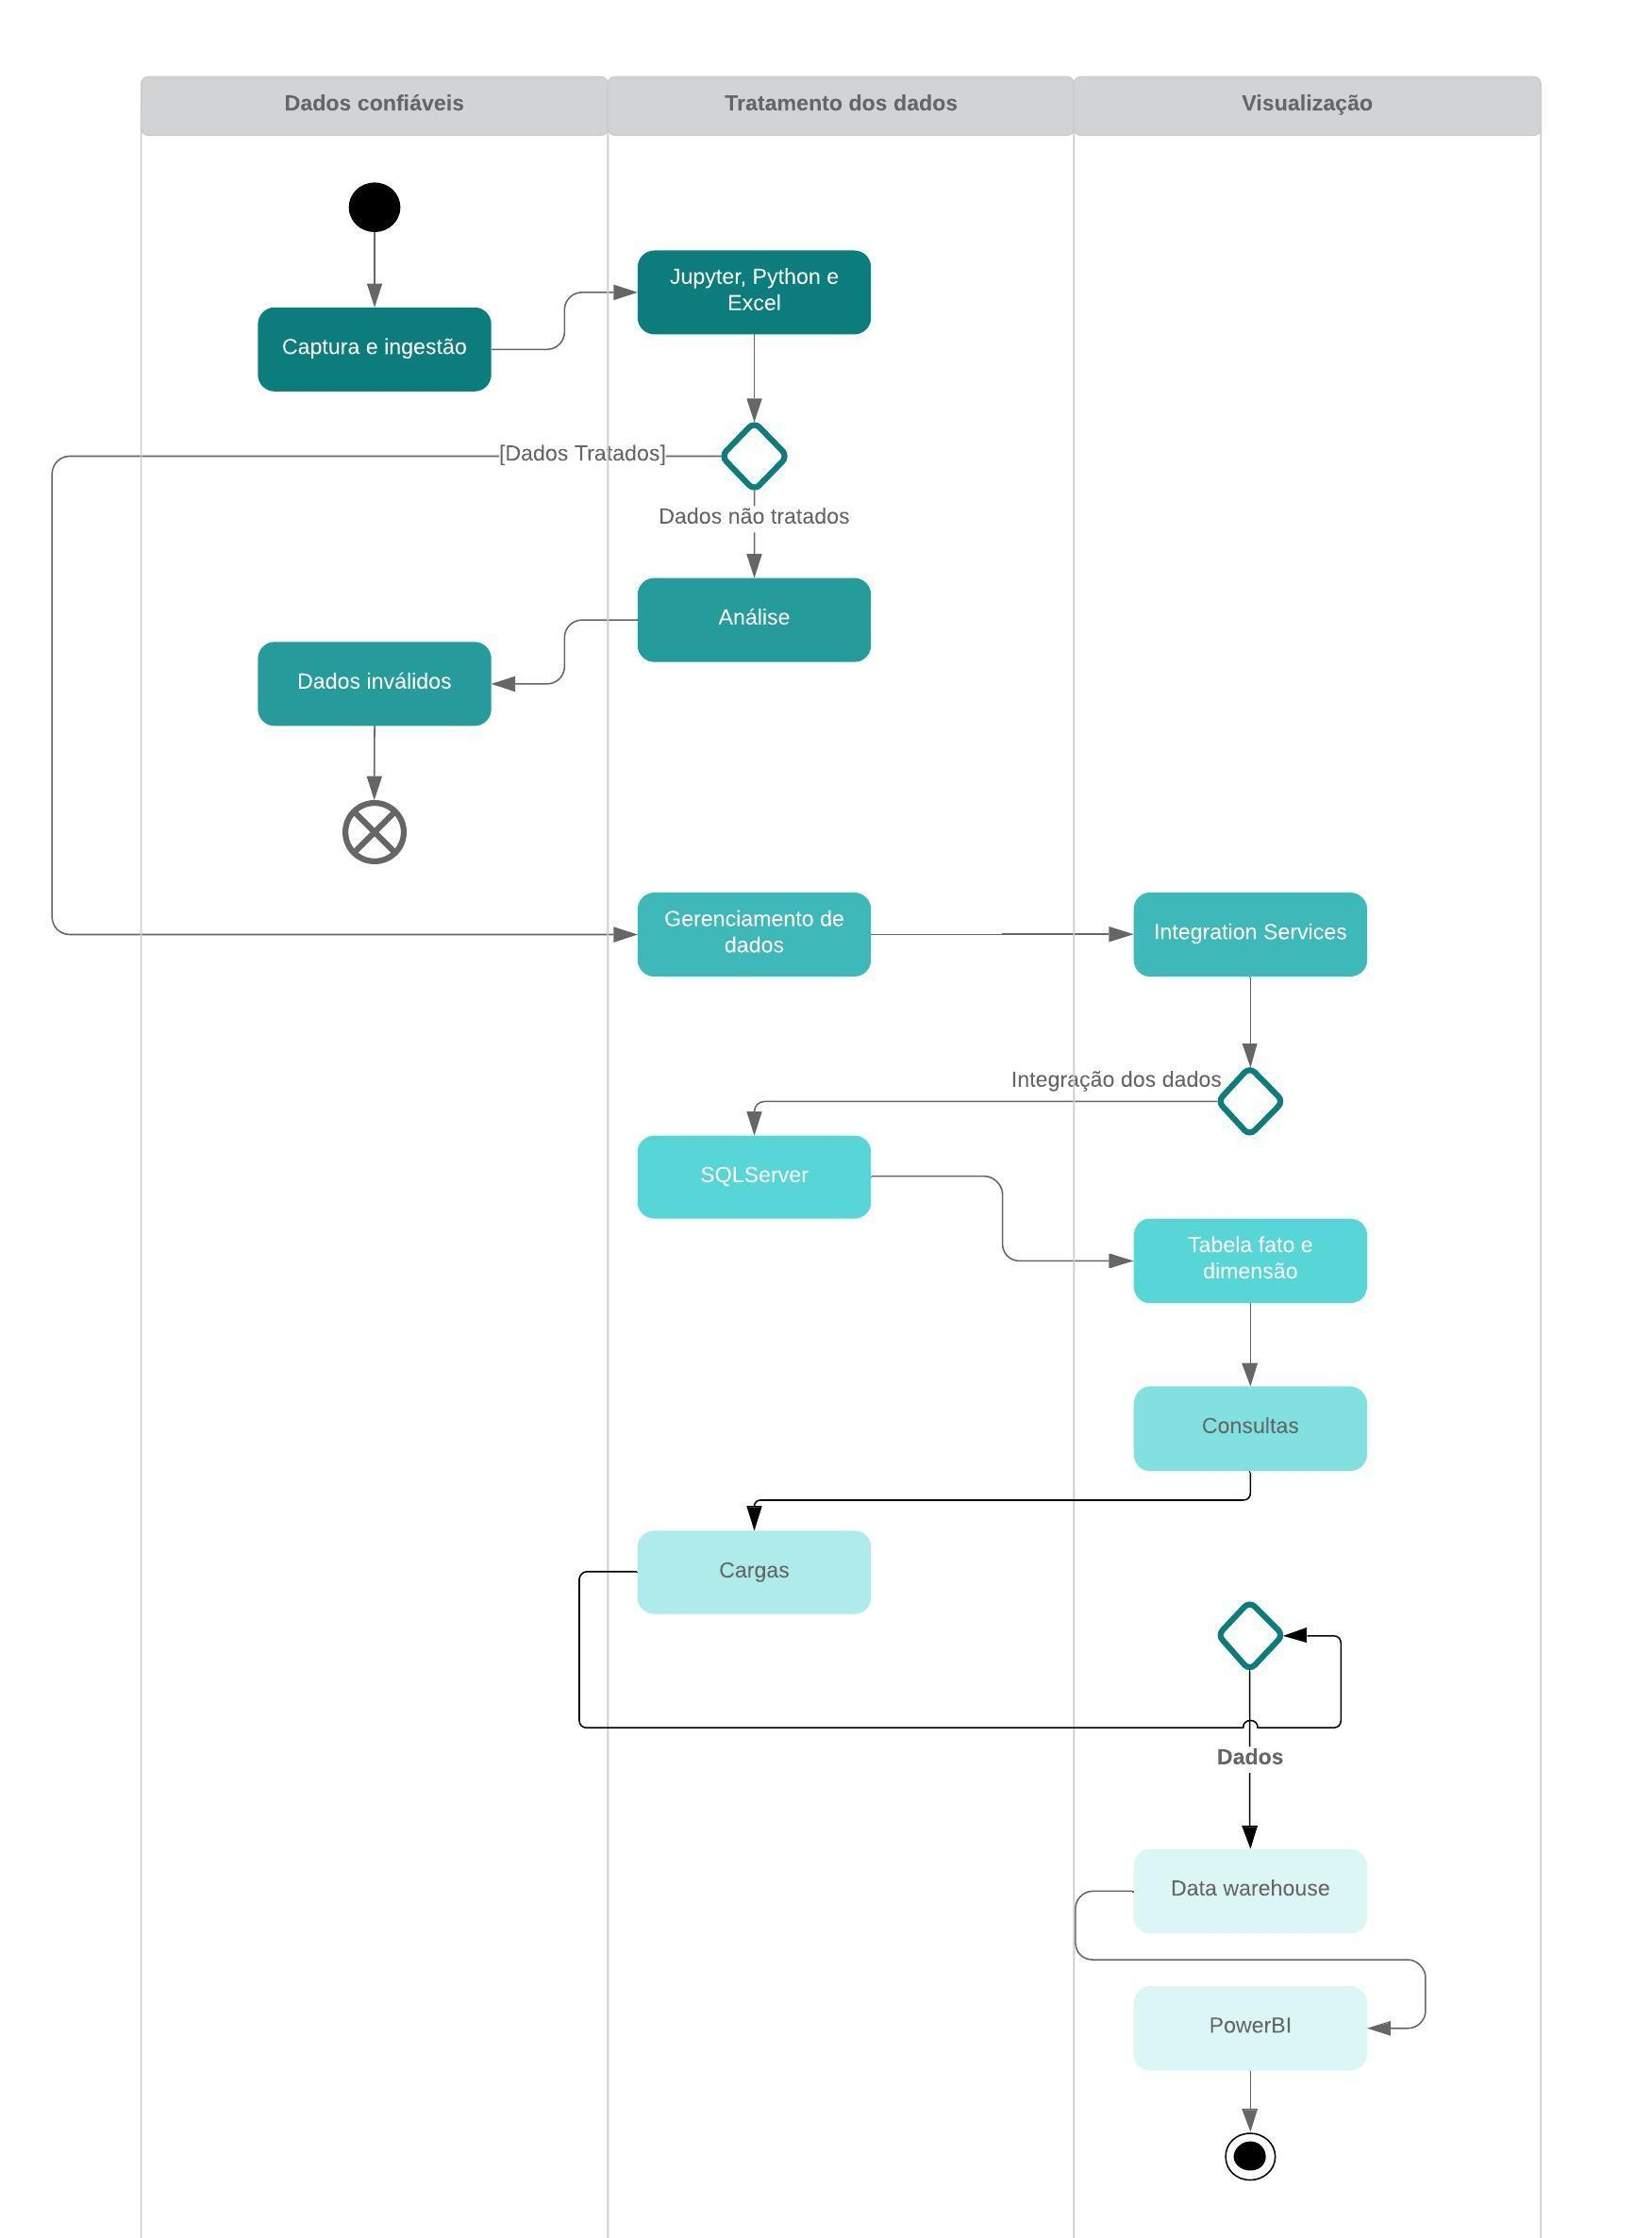 Dados confiáveis
Tratamento dos dados
Visualização
Jupyter, Python e
Excel
Captura e ingestão
[Dados Tratados]
Dados não tratados
Análise
Dados inválidos
Gerenciamento de
dados
Integration Services
Integração dos dados
SQLServer
Tabela fato e
dimensão
Consultas
Cargas
Dados
Data warehouse
PowerBI